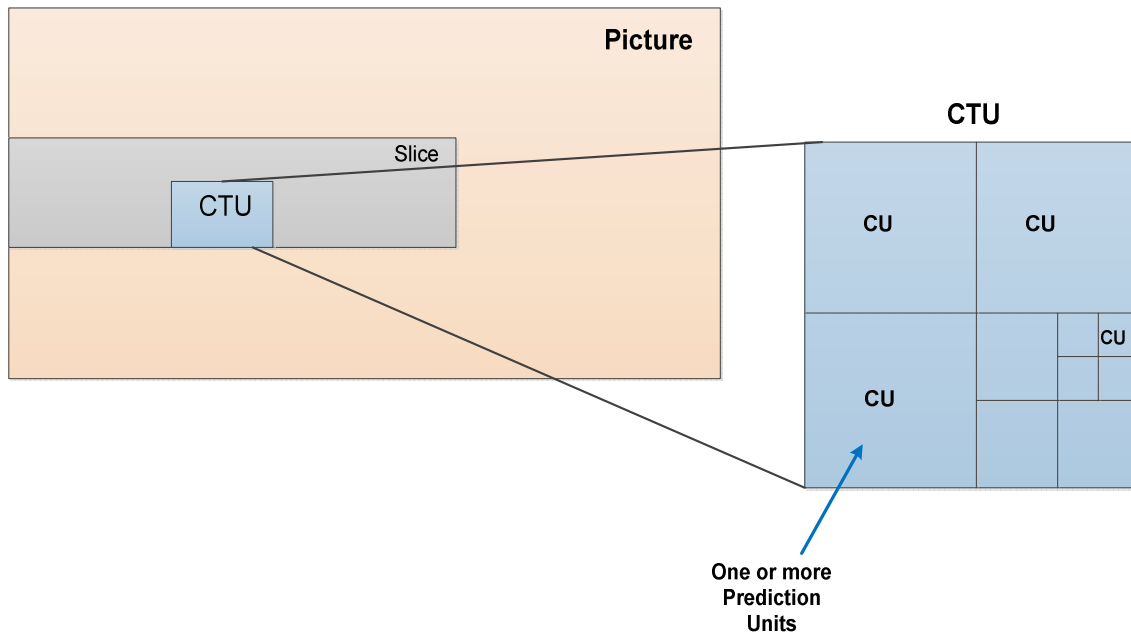 Picture
Slice
CTU
CTU
CU
CU
CU
CU
One or more
Prediction
Units